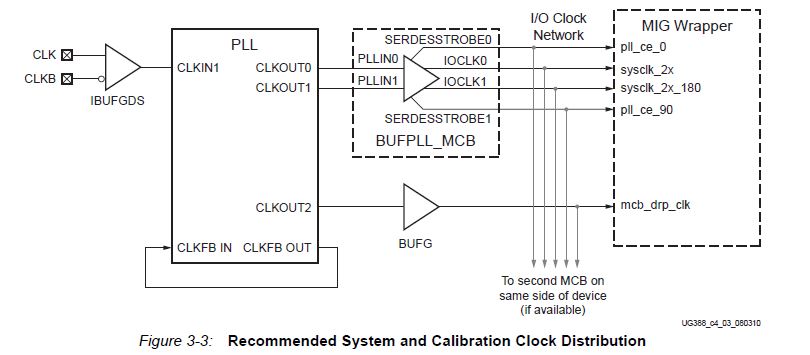 I/O Clock
Network
MIG Wrapper
PLL
SERDESSTROBE0
pll_ce_0
CLK
PLLIN0
IOCLK0
sysclk_2x
CLKIN1
CLKOUT0
CLKB
CLKOUT1
PLLIN1
IOCLK1
sysclk_2x_180
IBUFGDS
SERDESSTROBE1
pll_ce_90
BUFPLL_MCB
CLKOUT2
mcb_drp_clk
BUFG
CLKFB IN
CLKFB OUT
To second MCB on
same side of device
(if available)
UG388_c4_03_080310
Figure 3-3: Recommended System and Calibration Clock Distribution